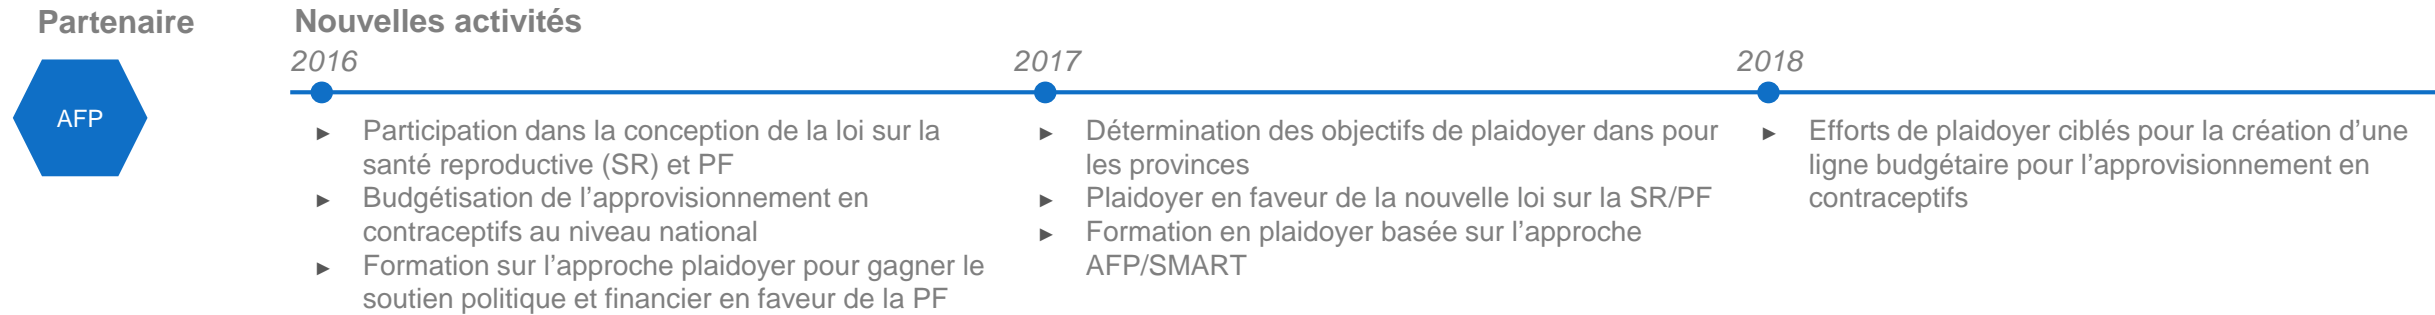 Partenaire
Nouvelles activités
2016
2017
2018
AFP
► Participation dans la conception de la loi sur la
santé reproductive (SR) et PF
► Budgétisation de l’approvisionnement en
contraceptifs au niveau national
► Formation sur l’approche plaidoyer pour gagner le
soutien politique et financier en faveur de la PF
► Détermination des objectifs de plaidoyer dans pour
les provinces
► Plaidoyer en faveur de la nouvelle loi sur la SR/PF
► Formation en plaidoyer basée sur l’approche
AFP/SMART
► Efforts de plaidoyer ciblés pour la création d’une
ligne budgétaire pour l’approvisionnement en
contraceptifs